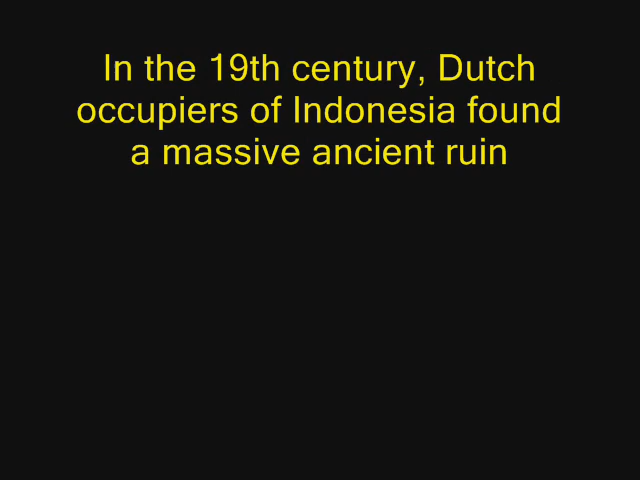 In the 19th century, Dutch
occupiers of Indonesia found
a massive ancient ruin